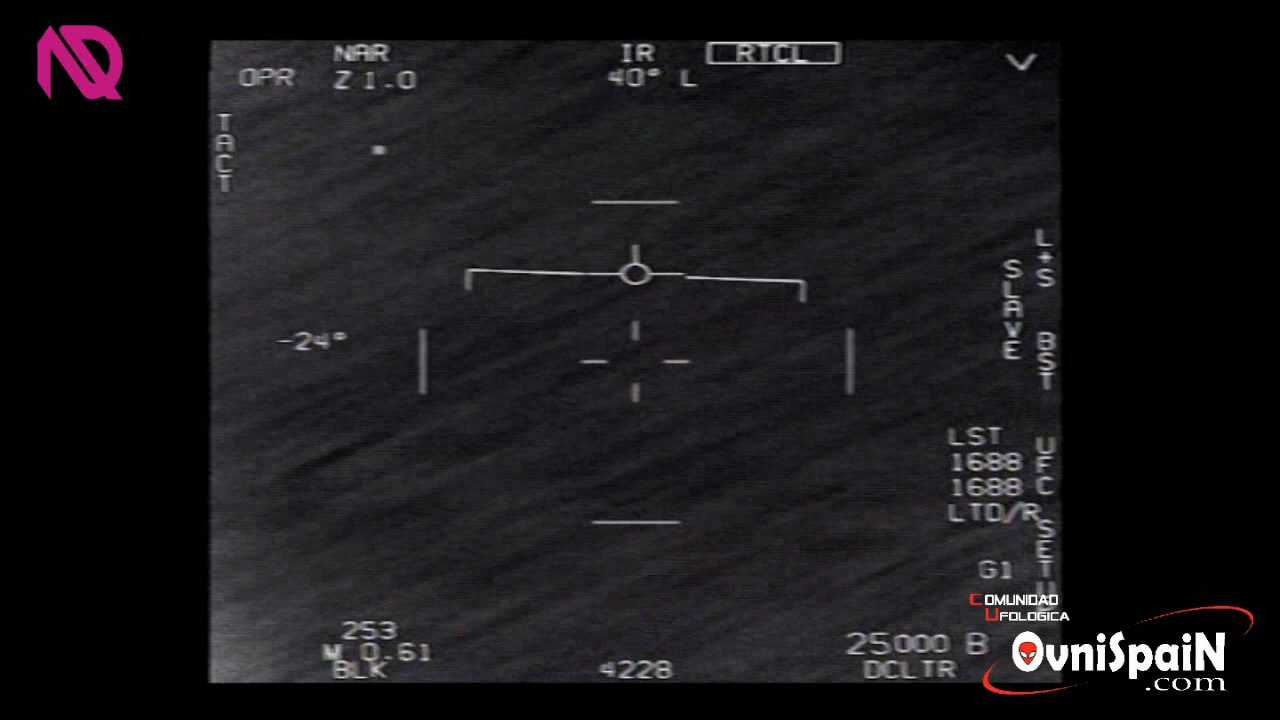 NAR
IR
RTCL
OPR
Z 1.0
40° L
TACT
L+S
SLAVE
-24°
BST
LST
1688
1688
UFC
LTD/R
SETU
G1
253
M 0.61
BLK
4228
25000 B
DCLTR
COMUNIDAD
UFOLOGICA
OvniSpaiN
.com